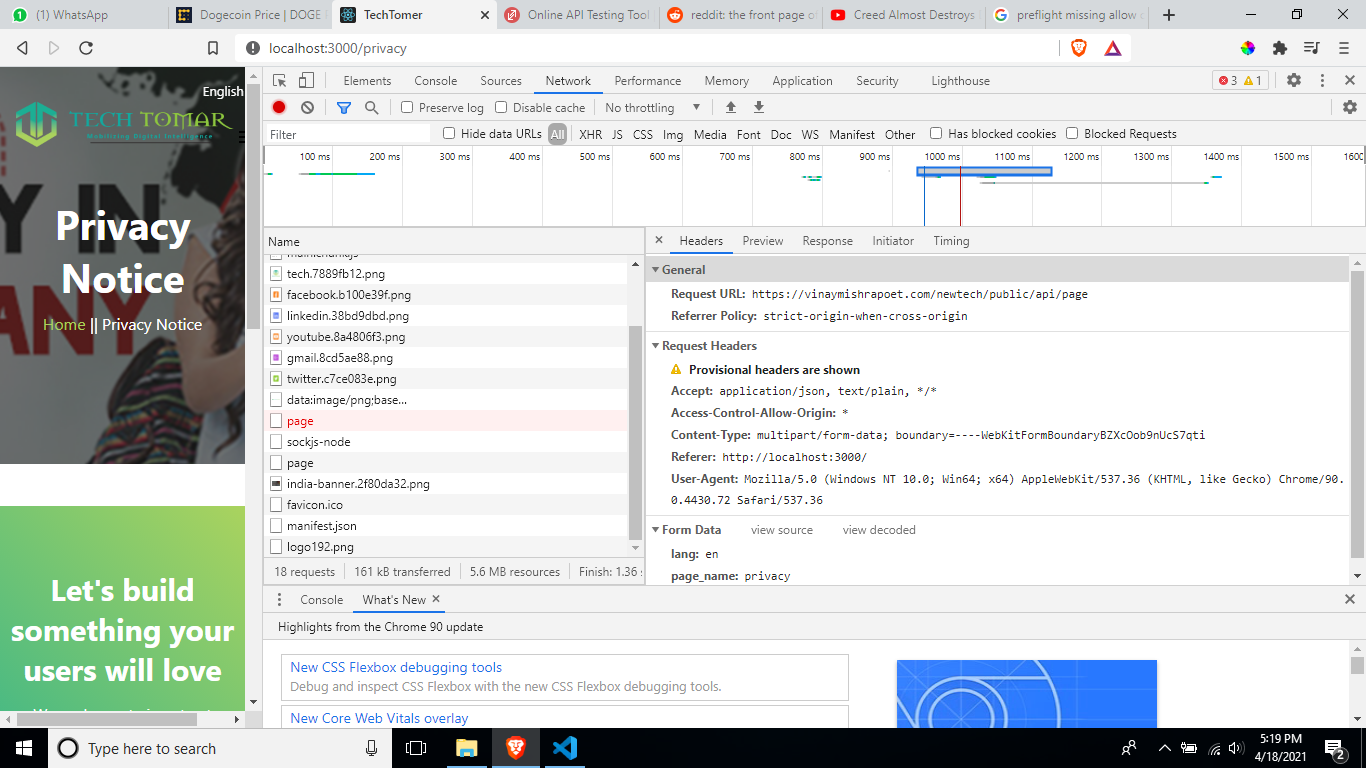 (1) WhatsApp
Dogecoin Price | DOGE
TechTomer
Online API Testing Tool
reddit: the front page of
Creed Almost Destroys
preflight missing allow
localhost:3000/privacy
English
TECH TOMAR
Mobilizing Digital Intelligence
Privacy
Notice
Home || Privacy Notice
Let's build
something your
users will love
Elements Console Sources Network Performance Memory Application Security Lighthouse 3 1
Preserve log Disable cache No throttling
Filter Hide data URLs All XHR JS CSS Img Media Font Doc WS Manifest Other Has blocked cookies Blocked Requests
100 ms 200 ms 300 ms 400 ms 500 ms 600 ms 700 ms 800 ms 900 ms 1000 ms 1100 ms 1200 ms 1300 ms 1400 ms 1500 ms 1600
Name
tech.7889fb12.png
facebook.b100e39f.png
linkedin.38bd9dbd.png
youtube.8a4806f3.png
gmail.8cd5ae88.png
twitter.c7ce083e.png
data:image/png;base...
page
sockjs-node
page
india-banner.2f80da32.png
favicon.ico
manifest.json
logo192.png
18 requests 161 kB transferred 5.6 MB resources Finish: 1.36
Headers Preview Response Initiator Timing
General
Request URL: https://vinaymishrapoet.com/newtech/public/api/page
Referrer Policy: strict-origin-when-cross-origin
Request Headers
Provisional headers are shown
Accept: application/json, text/plain, */*
Access-Control-Allow-Origin: *
Content-Type: multipart/form-data; boundary=----WebKitFormBoundaryBZXcOob9nUcS7qti
Referer: http://localhost:3000/
User-Agent: Mozilla/5.0 (Windows NT 10.0; Win64; x64) AppleWebKit/537.36 (KHTML, like Gecko) Chrome/90.
0.4430.72 Safari/537.36
Form Data view source view decoded
lang: en
page_name: privacy
Console What's New
Highlights from the Chrome 90 update
New CSS Flexbox debugging tools
Debug and inspect CSS Flexbox with the new CSS Flexbox debugging tools.
New Core Web Vitals overlay
Type here to search
5:19 PM
4/18/2021
2